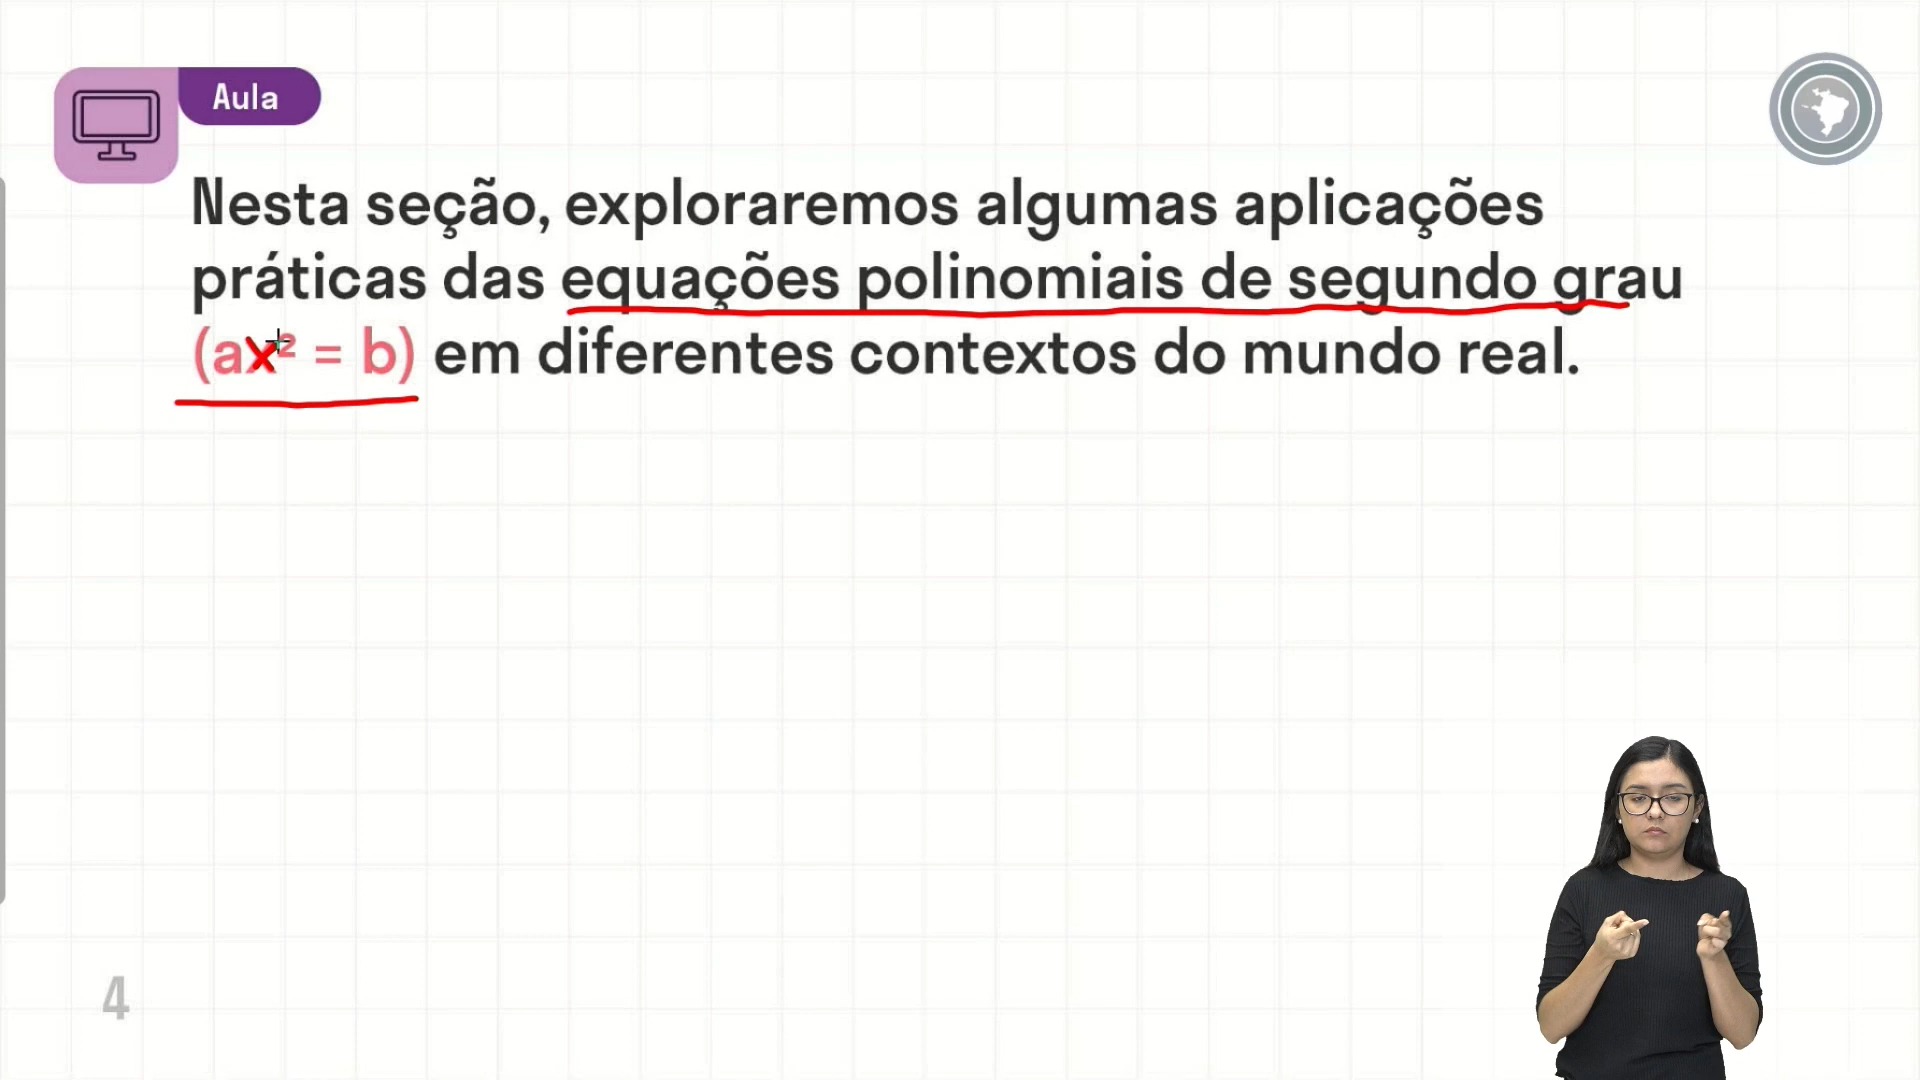 Aula
Nesta seção, exploraremos algumas aplicações
práticas das equações polinomiais de segundo grau
(ax² = b) em diferentes contextos do mundo real.
4